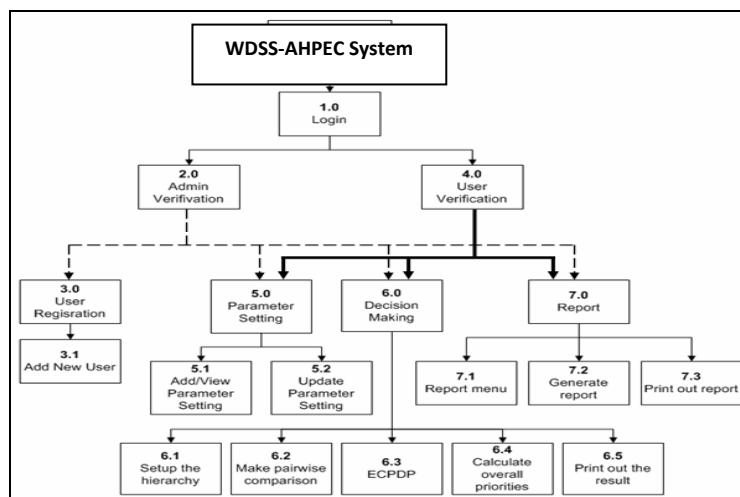 WDSS-AHPEC System
1.0
Login
2.0
Admin
Verifivation
4.0
User
Verification
3.0
User
Regisration
5.0
Parameter
Setting
6.0
Decision
Making
7.0
Report
3.1
Add New User
5.1
Add/View
Parameter
Setting
5.2
Update
Parameter
Setting
7.1
Report menu
7.2
Generate
report
7.3
Print out report
6.1
Setup the
hierarchy
6.2
Make pairwise
comparison
6.3
ECPDP
6.4
Calculate
overall
priorities
6.5
Print out the
result